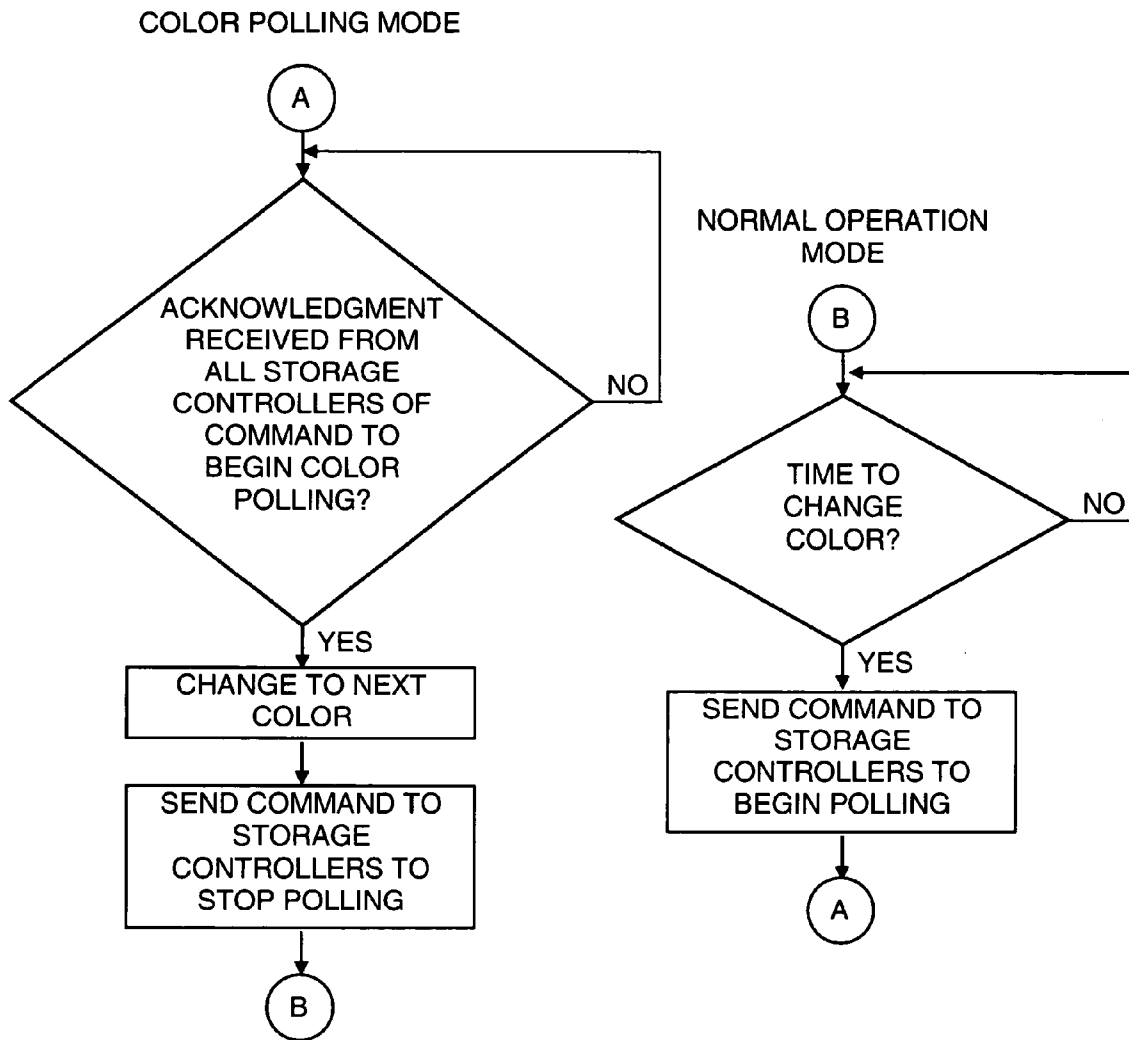 COLOR POLLING MODE
A
ACKNOWLEDGMENT
RECEIVED FROM
ALL STORAGE
CONTROLLERS OF
COMMAND TO
BEGIN COLOR
POLLING?
NO
YES
CHANGE TO NEXT
COLOR
SEND COMMAND TO
STORAGE
CONTROLLERS TO
STOP POLLING
B
NORMAL OPERATION
MODE
B
TIME TO
CHANGE
COLOR?
NO
YES
SEND COMMAND TO
STORAGE
CONTROLLERS TO
BEGIN POLLING
A